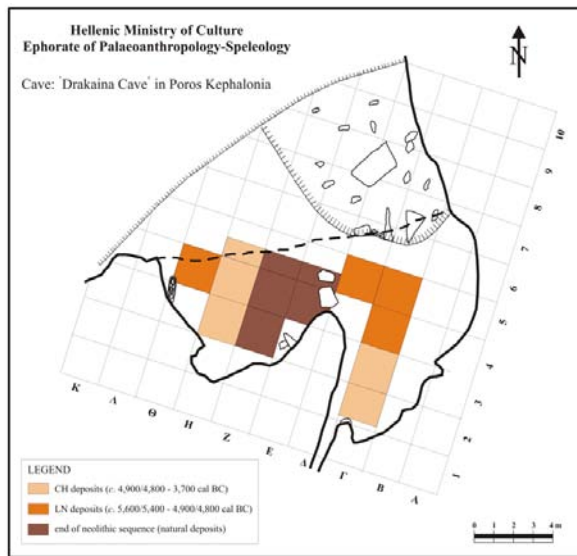 Hellenic Ministry of Culture
Ephorate of Palaeoanthropology-Speleology
Cave: 'Drakaina Cave' in Poros Kephalonia
N
10
9
8
7
6
5
4
3
2
1
K
Λ
Θ
H
Z
E
Δ
Γ
B
A
LEGEND
CH deposits (c. 4,900/4,800 - 3,700 cal BC)
LN deposits (c. 5,600/5,400 - 4,900/4,800 cal BC)
end of neolithic sequence (natural deposits)
0 1 2 3 4 m